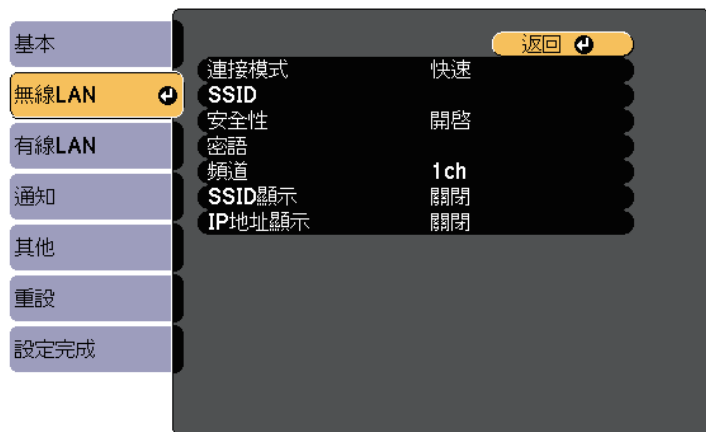 基本
無線LAN
有線LAN
通知
其他
重設
設定完成
返回
連接模式 快速
SSID
安全性 開啓
密語
頻道 1ch
SSID顯示 關閉
IP地址顯示 關閉